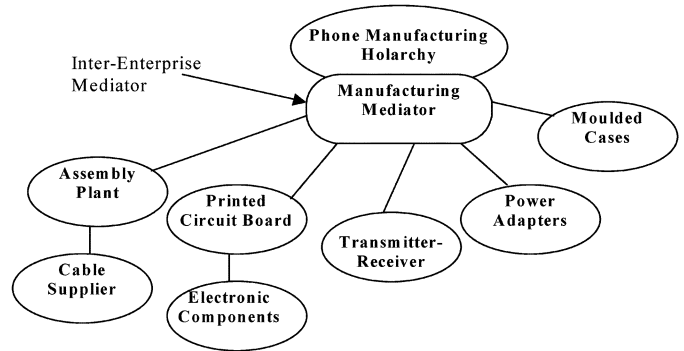 Phone Manufacturing
Holarchy
Inter-Enterprise
Mediator
Manufacturing
Mediator
Moulded
Cases
Assembly
Plant
Printed
Circuit Board
Power
Adapters
Transmitter-
Receiver
Cable
Supplier
Electronic
Components